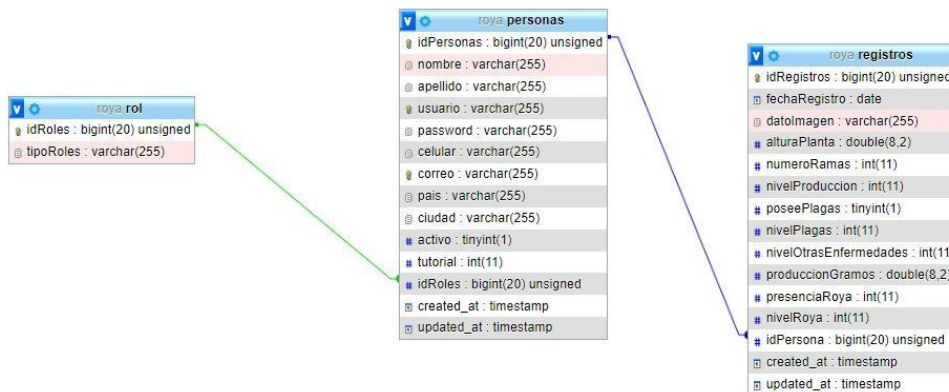 v roya rol
idRoles : bigint(20) unsigned
tipoRoles : varchar(255)
v roya personas
idPersonas : bigint(20) unsigned
nombre : varchar(255)
apellido : varchar(255)
usuario : varchar(255)
password : varchar(255)
celular : varchar(255)
correo : varchar(255)
pais : varchar(255)
ciudad : varchar(255)
# activo : tinyint(1)
# tutorial : int(11)
# idRoles : bigint(20) unsigned
created_at : timestamp
updated_at : timestamp
v roya registros
idRegistros : bigint(20) unsigned
fechaRegistro : date
datoImagen : varchar(255)
# alturaPlanta : double(8,2)
# numeroRamas : int(11)
# nivelProduccion : int(11)
# poseePlagas : tinyint(1)
# nivelPlagas : int(11)
# nivelOtrasEnfermedades : int(11
# produccionGramos : double(8,2)
# presenciaRoya : int(11)
# nivelRoya : int(11)
# idPersona : bigint(20) unsigned
created_at : timestamp
updated_at : timestamp